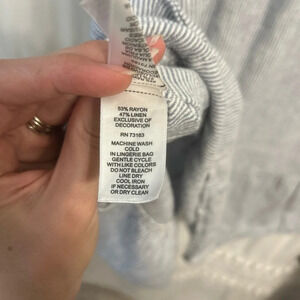 53% RAYON
47% LINEN
EXCLUSIVE OF
DECORATION
RN 73163
MACHINE WASH
COLD
IN LINGERIE BAG
GENTLE CYCLE
WITH LIKE COLORS
DO NOT BLEACH
LINE DRY
COOL IRON
IF NECESSARY
OR DRY CLEAN